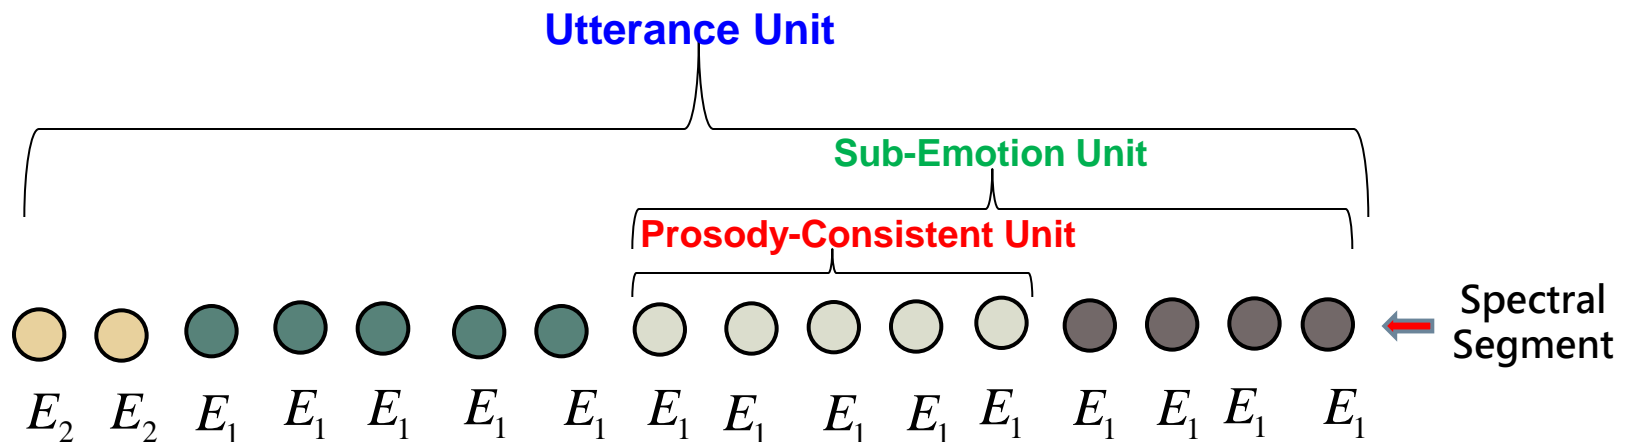 Utterance Unit
Sub-Emotion Unit
Prosody-Consistent Unit
Spectral
Segment
E₂ E₂ E₁ E₁ E₁ E₁ E₁ E₁ E₁ E₁ E₁ E₁ E₁ E₁ E₁ E₁